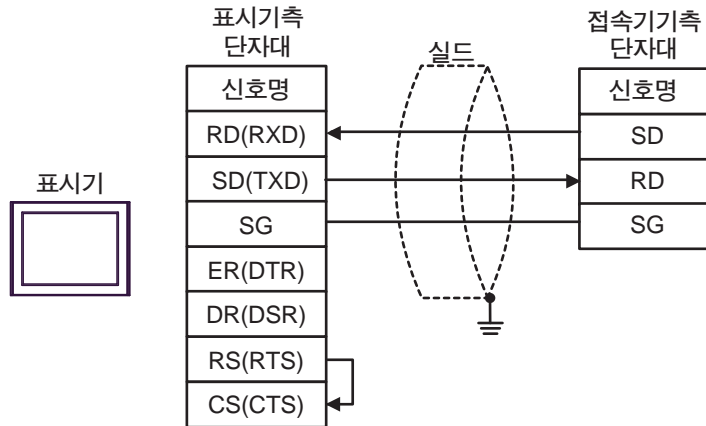 표시기측
단자대
신호명
RD(RXD)
SD(TXD)
SG
ER(DTR)
DR(DSR)
RS(RTS)
CS(CTS)
표시기
실드
접속기기측
단자대
신호명
SD
RD
SG